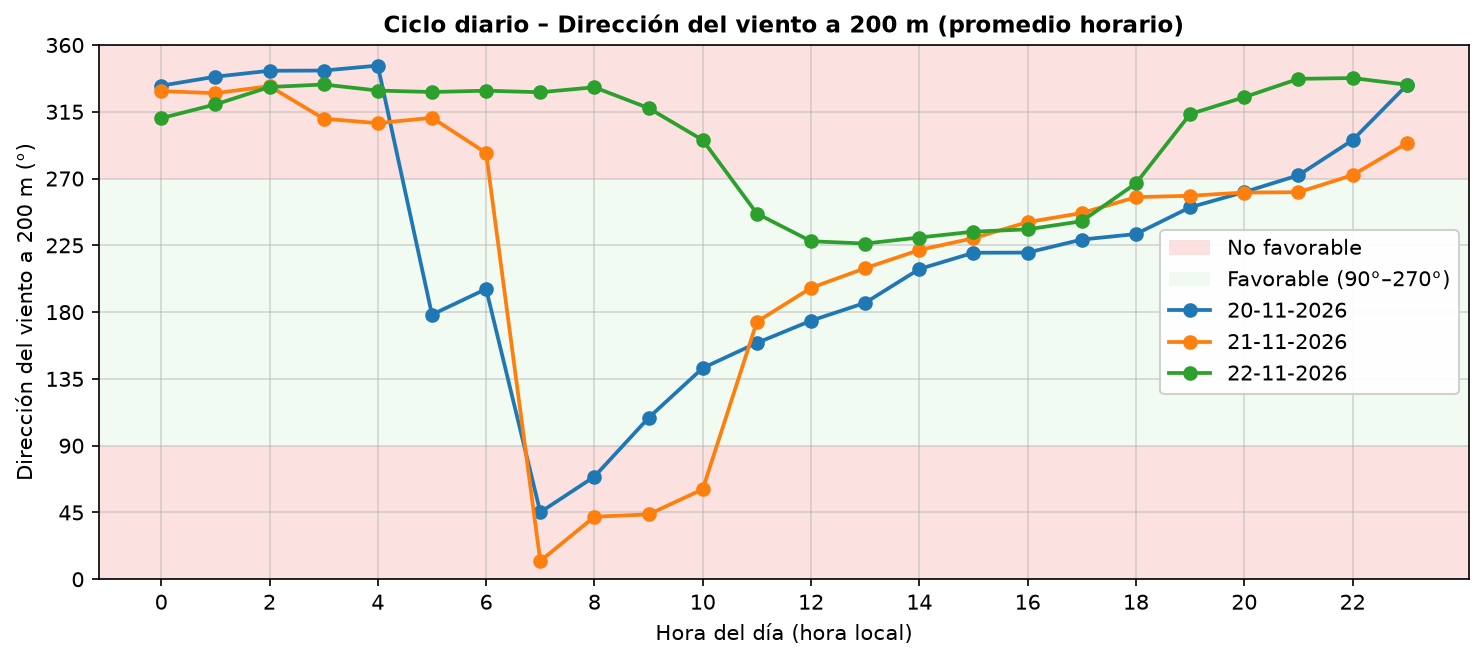 Ciclo diario – Dirección del viento a 200 m (promedio horario)
Dirección del viento a 200 m (°)
360
315
270
225
180
135
90
45
0
No favorable
Favorable (90°–270°)
20-11-2026
21-11-2026
22-11-2026
0 2 4 6 8 10 12 14 16 18 20 22
Hora del día (hora local)